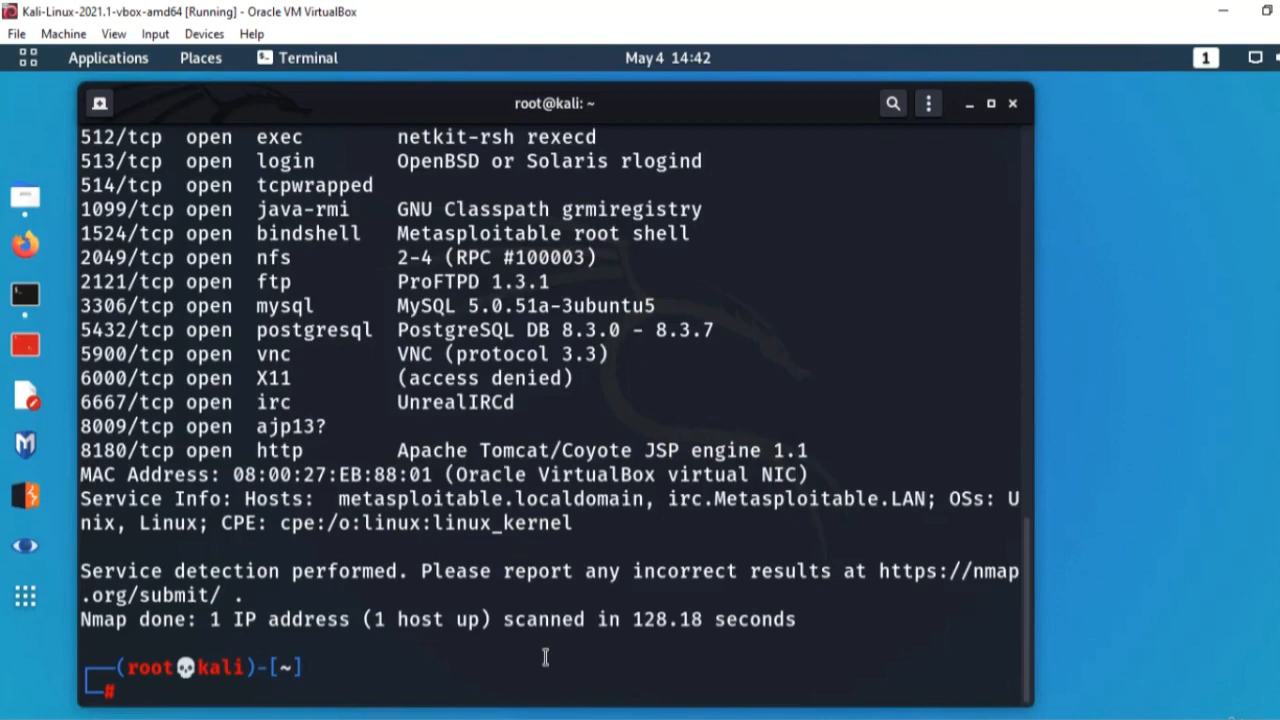 Kali-Linux-2021.1-vbox-amd64 [Running] - Oracle VM VirtualBox
File Machine View Input Devices Help
Applications Places Terminal May 4 14:42 1
root@kali: ~
512/tcp open exec netkit-rsh rexecd
513/tcp open login OpenBSD or Solaris rlogind
514/tcp open tcpwrapped
1099/tcp open java-rmi GNU Classpath grmiregistry
1524/tcp open bindshell Metasploitable root shell
2049/tcp open nfs 2-4 (RPC #100003)
2121/tcp open ftp ProFTPD 1.3.1
3306/tcp open mysql MySQL 5.0.51a-3ubuntu5
5432/tcp open postgresql PostgreSQL DB 8.3.0 - 8.3.7
5900/tcp open vnc VNC (protocol 3.3)
6000/tcp open X11 (access denied)
6667/tcp open irc UnrealIRCd
8009/tcp open ajp13?
8180/tcp open http Apache Tomcat/Coyote JSP engine 1.1
MAC Address: 08:00:27:EB:88:01 (Oracle VirtualBox virtual NIC)
Service Info: Hosts:  metasploitable.localdomain, irc.Metasploitable.LAN; OSs: U
nix, Linux; CPE: cpe:/o:linux:linux_kernel
Service detection performed. Please report any incorrect results at https://nmap
.org/submit/ .
Nmap done: 1 IP address (1 host up) scanned in 128.18 seconds
┌──(root💀kali)-[~]
└─#